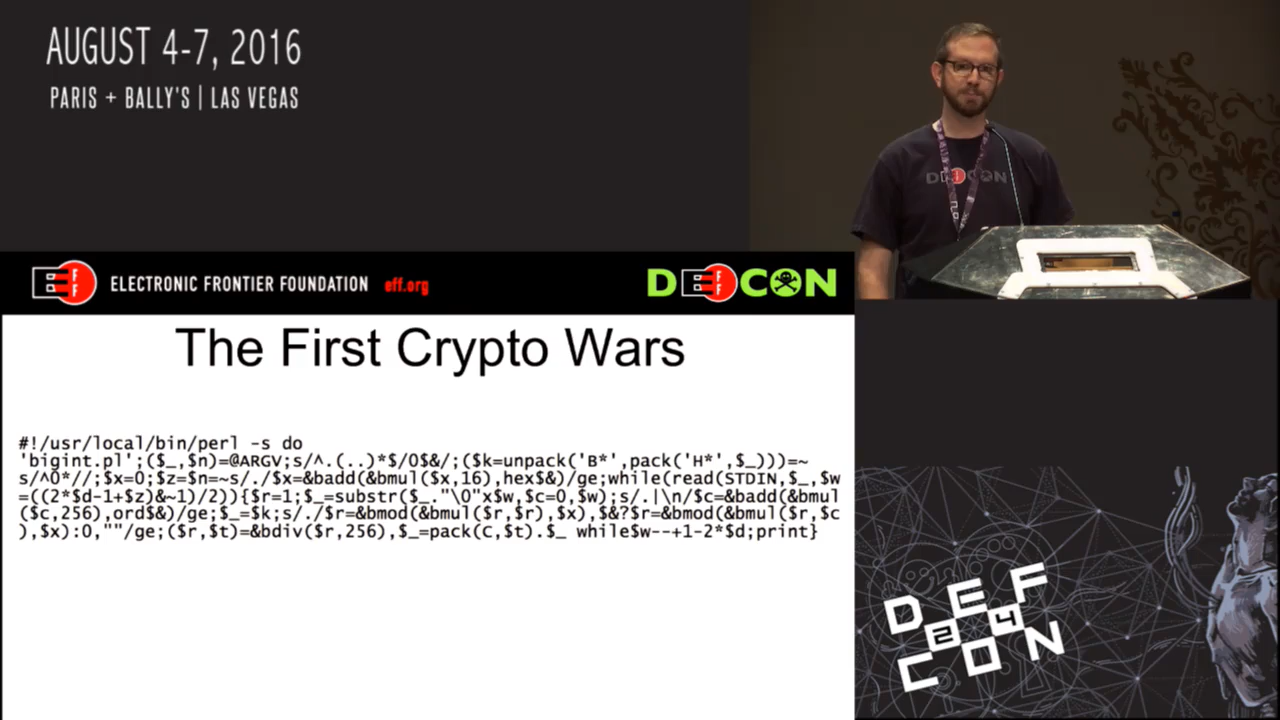 AUGUST 4-7, 2016
PARIS + BALLY'S | LAS VEGAS
DEFCON
EFF ELECTRONIC FRONTIER FOUNDATION eff.org
DEFCON
The First Crypto Wars
#!/usr/local/bin/perl -s do
'bigint.pl';($_,$n)=@ARGV;s/^.(..)*$/0$&/;($k=unpack('B*',pack('H*',$_)))=~
s/^0*//;$x=0;$z=$n=~s/./$x=&badd(&bmul($x,16),hex$&)/ge;while(read(STDIN,$_,$w
=((2*$d-1+$z)&~1)/2)){$r=1;$_=substr($_."\0"x$w,$c=0,$w);s/.|\n/$c=&badd(&bmul
($c,256),ord$&)/ge;$_=$k;s/./$r=&bmod(&bmul($r,$r),$x),$&?$r=&bmod(&bmul($r,$c
),$x):0,""/ge;($r,$t)=&bdiv($r,256),$_=pack(C,$t).$_ while$w--+1-2*$d;print}
DEF
24
CON